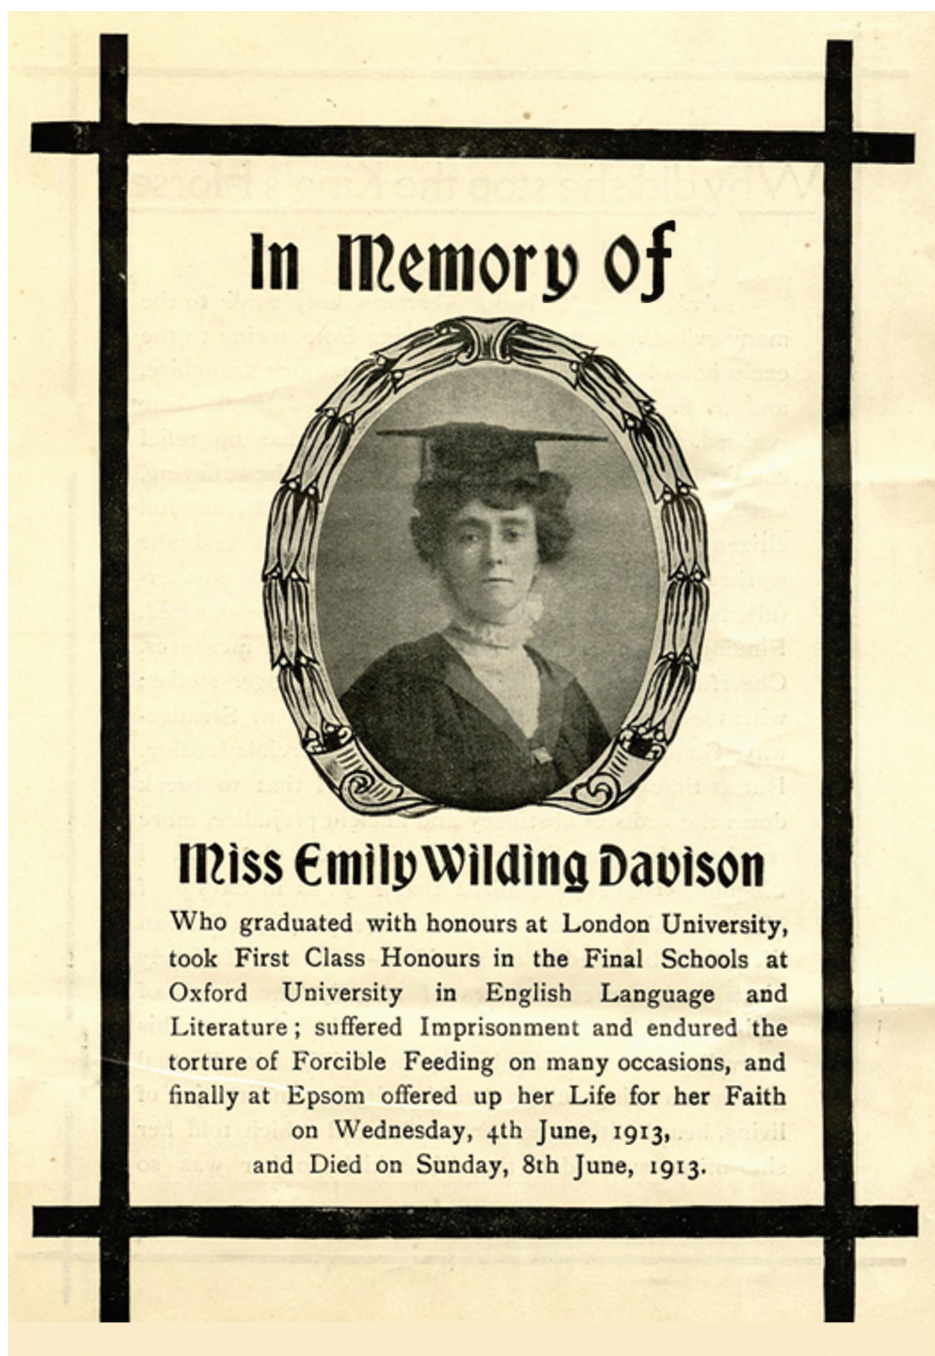 In Memory Of
Miss Emily Wilding Davison
Who graduated with honours at London University,
took First Class Honours in the Final Schools at
Oxford University in English Language and
Literature; suffered Imprisonment and endured the
torture of Forcible Feeding on many occasions, and
finally at Epsom offered up her Life for her Faith
on Wednesday, 4th June, 1913,
and Died on Sunday, 8th June, 1913.